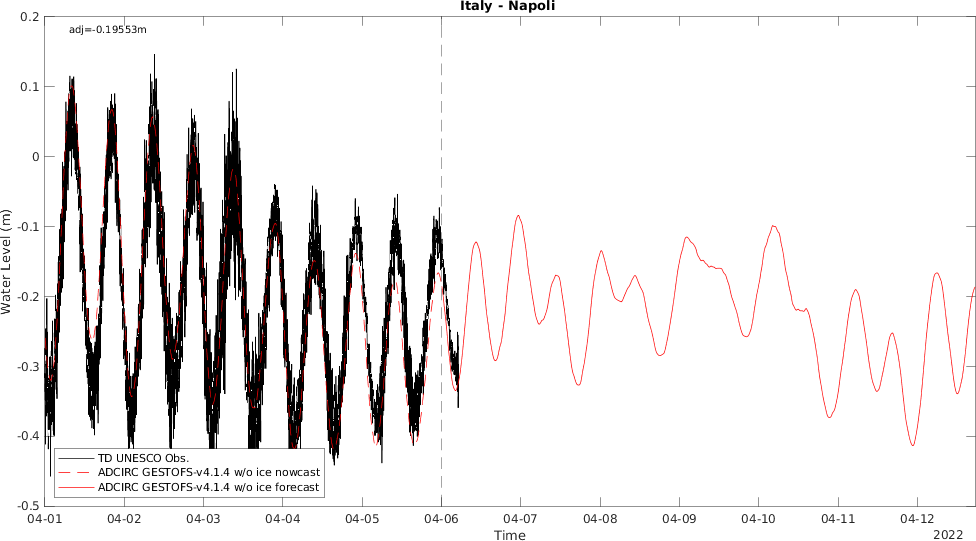 Italy - Napoli
adj=-0.19553m
0.2
0.1
0
-0.1
-0.2
-0.3
-0.4
-0.5
Water Level (m)
TD UNESCO Obs.
ADCIRC GESTOFS-v4.1.4 w/o ice nowcast
ADCIRC GESTOFS-v4.1.4 w/o ice forecast
04-01 04-02 04-03 04-04 04-05 04-06 04-07 04-08 04-09 04-10 04-11 04-12
Time
2022